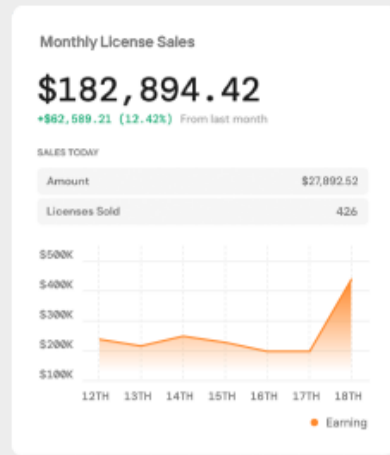 Monthly License Sales
$182,894.42
+$62,589.21 (12.42%) From last month
SALES TODAY
Amount $27,892.52
Licenses Sold 426
$500K
$400K
$300K
$200K
$100K
12TH 13TH 14TH 15TH 16TH 17TH 18TH
Earning